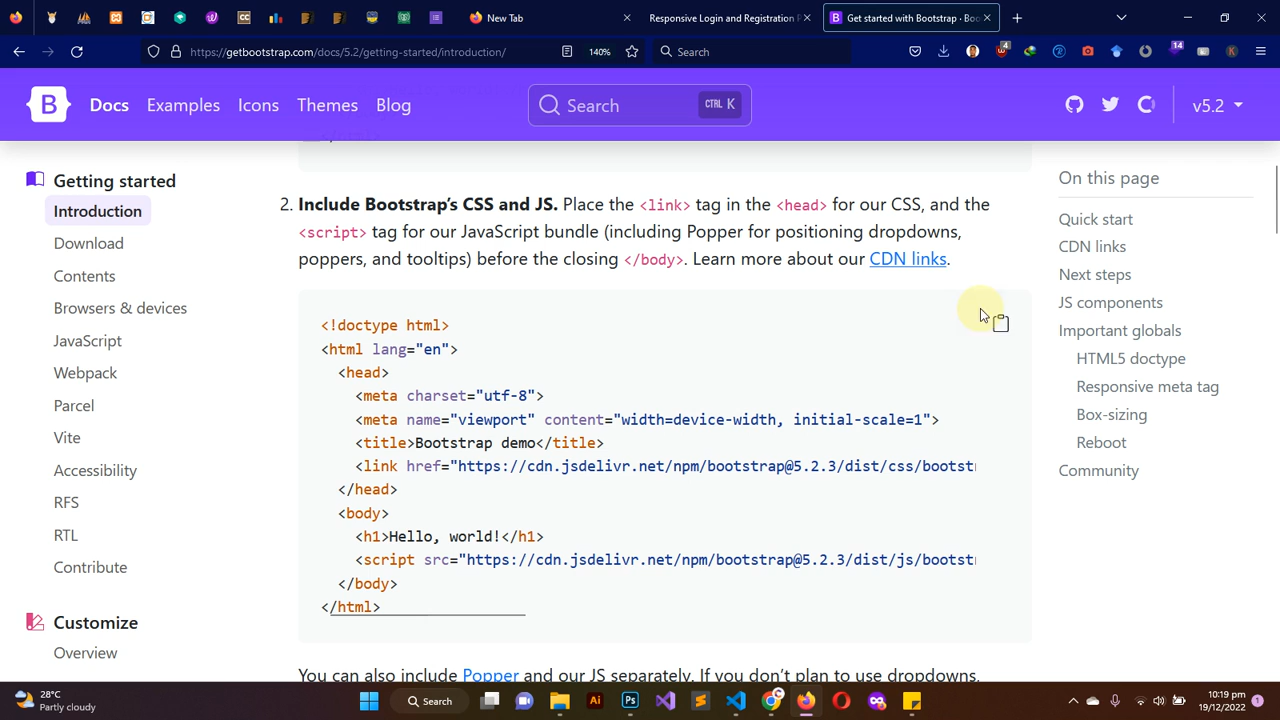 New Tab
Responsive Login and Registration P
Get started with Bootstrap · Boo
https://getbootstrap.com/docs/5.2/getting-started/introduction/
140%
Search
4
14
K
B
Docs
Examples
Icons
Themes
Blog
Search
CTRL K
v5.2
Getting started
Introduction
Download
Contents
Browsers & devices
JavaScript
Webpack
Parcel
Vite
Accessibility
RFS
RTL
Contribute
Customize
Overview
</html>
2. Include Bootstrap’s CSS and JS. Place the <link> tag in the <head> for our CSS, and the
<script> tag for our JavaScript bundle (including Popper for positioning dropdowns,
poppers, and tooltips) before the closing </body>. Learn more about our CDN links.
<!doctype html>
<html lang="en">
<head>
<meta charset="utf-8">
<meta name="viewport" content="width=device-width, initial-scale=1">
<title>Bootstrap demo</title>
<link href="https://cdn.jsdelivr.net/npm/bootstrap@5.2.3/dist/css/bootst
</head>
<body>
<h1>Hello, world!</h1>
<script src="https://cdn.jsdelivr.net/npm/bootstrap@5.2.3/dist/js/bootst
</body>
</html>
You can also include Popper and our JS separately. If you don’t plan to use dropdowns,
On this page
Quick start
CDN links
Next steps
JS components
Important globals
HTML5 doctype
Responsive meta tag
Box-sizing
Reboot
Community
28°C
Partly cloudy
Search
Ai
Ps
10:19 pm
19/12/2022
1